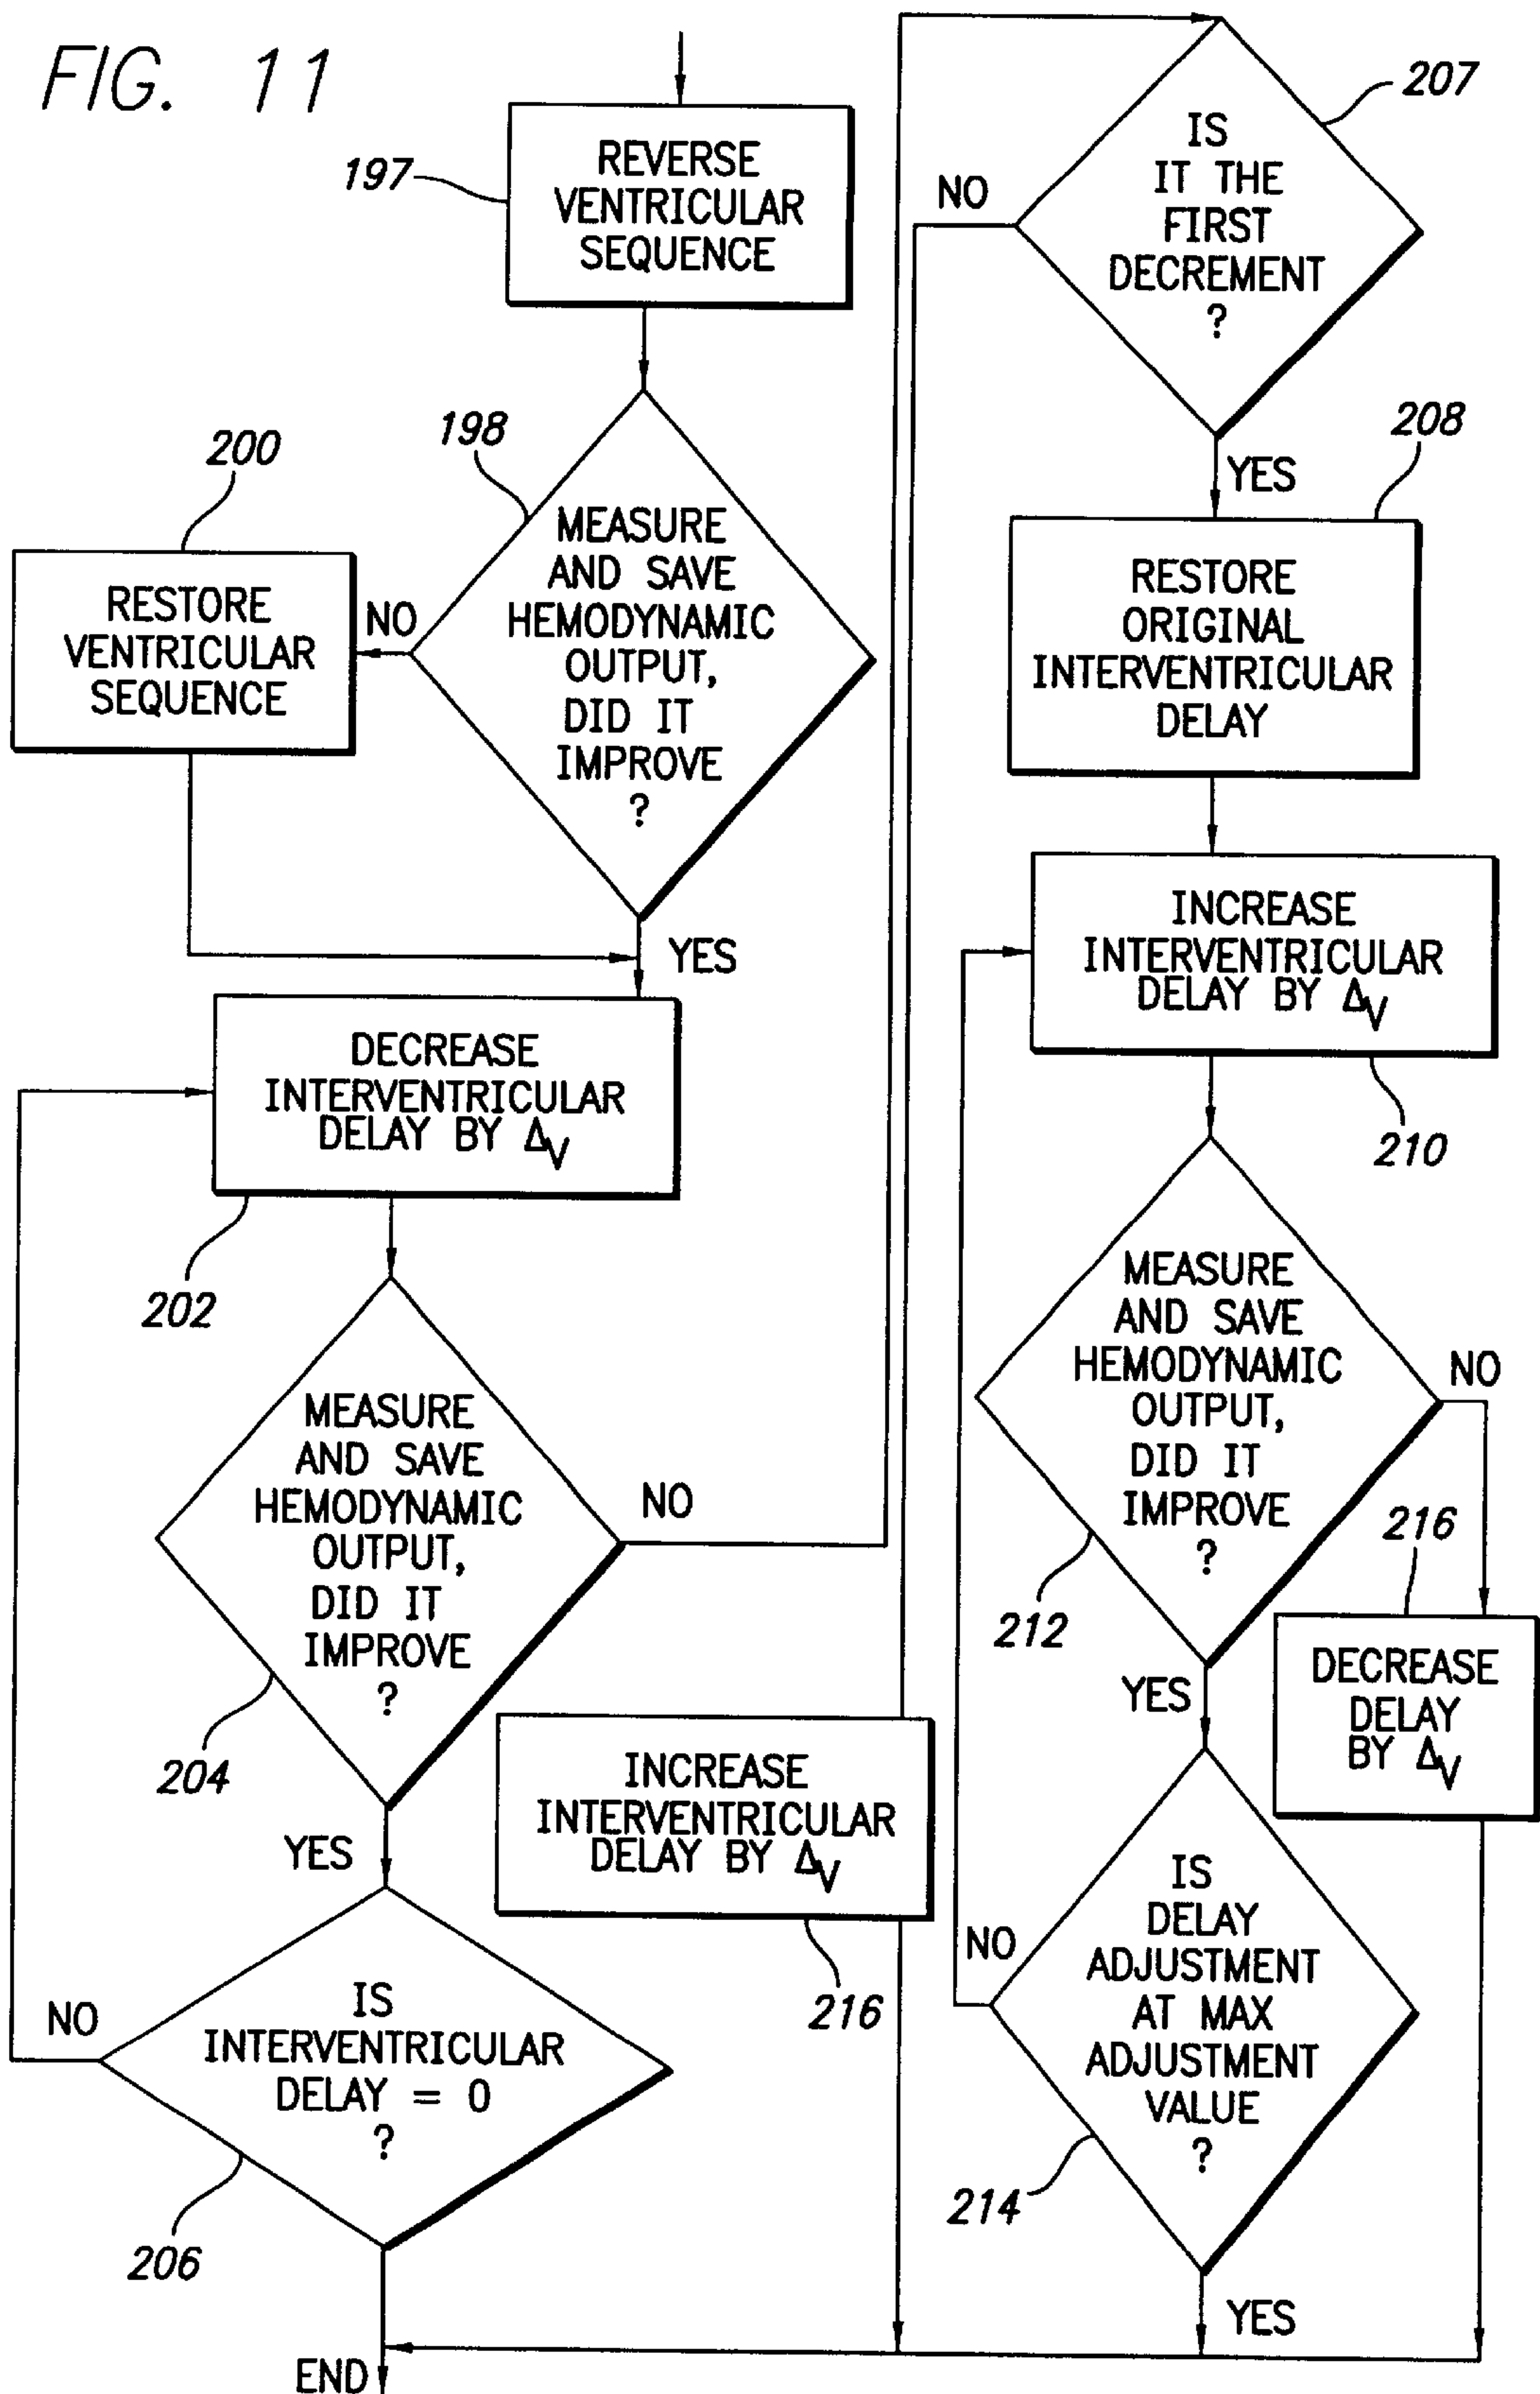 FIG. 11
197
REVERSE
VENTRICULAR
SEQUENCE
198
MEASURE
AND SAVE
HEMODYNAMIC
OUTPUT,
DID IT
IMPROVE
?
NO
YES
200
RESTORE
VENTRICULAR
SEQUENCE
DECREASE
INTERVENTRICULAR
DELAY BY ΔV
202
MEASURE
AND SAVE
HEMODYNAMIC
OUTPUT,
DID IT
IMPROVE
?
NO
204
YES
IS
INTERVENTRICULAR
DELAY = 0
?
NO
206
END
INCREASE
INTERVENTRICULAR
DELAY BY ΔV
216
207
IS
IT THE
FIRST
DECREMENT
?
NO
YES
208
RESTORE
ORIGINAL
INTERVENTRICULAR
DELAY
INCREASE
INTERVENTRICULAR
DELAY BY ΔV
210
MEASURE
AND SAVE
HEMODYNAMIC
OUTPUT,
DID IT
IMPROVE
?
NO
212
YES
216
DECREASE
DELAY
BY ΔV
IS
DELAY
ADJUSTMENT
AT MAX
ADJUSTMENT
VALUE
?
NO
214
YES